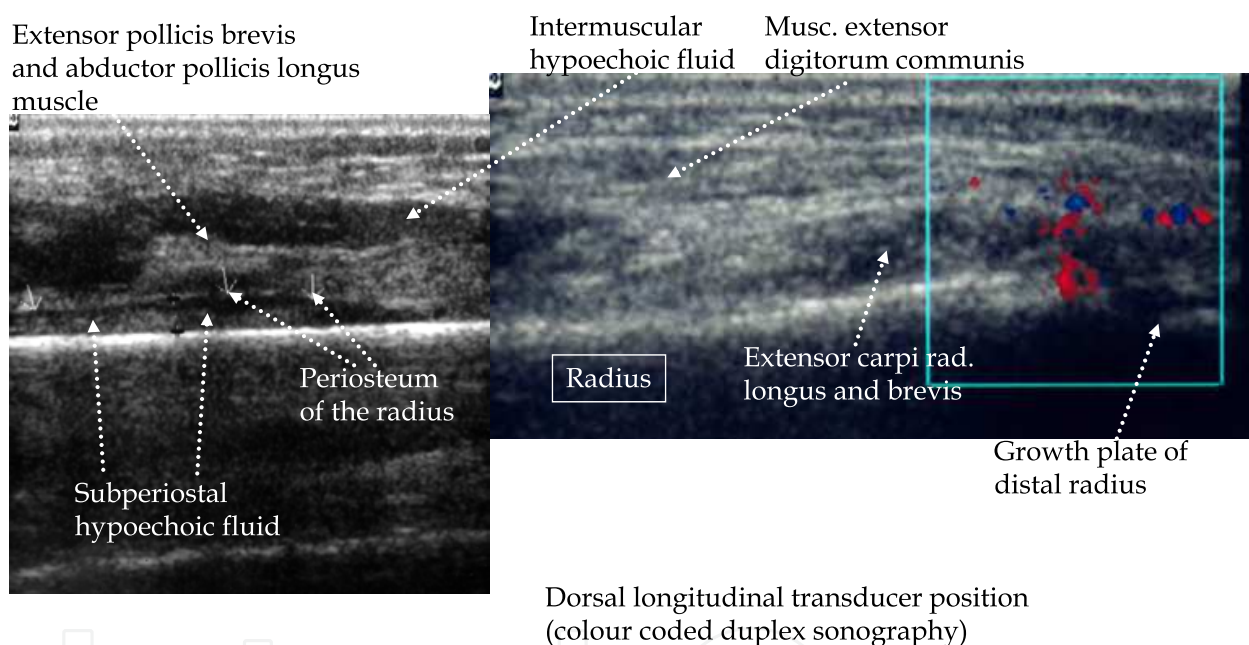 Extensor pollicis brevis
and abductor pollicis longus
muscle
Intermuscular
hypoechoic fluid
Musc. extensor
digitorum communis
Periosteum
of the radius
Subperiostal
hypoechoic fluid
Radius
Extensor carpi rad.
longus and brevis
Growth plate of
distal radius
Dorsal longitudinal transducer position
(colour coded duplex sonography)